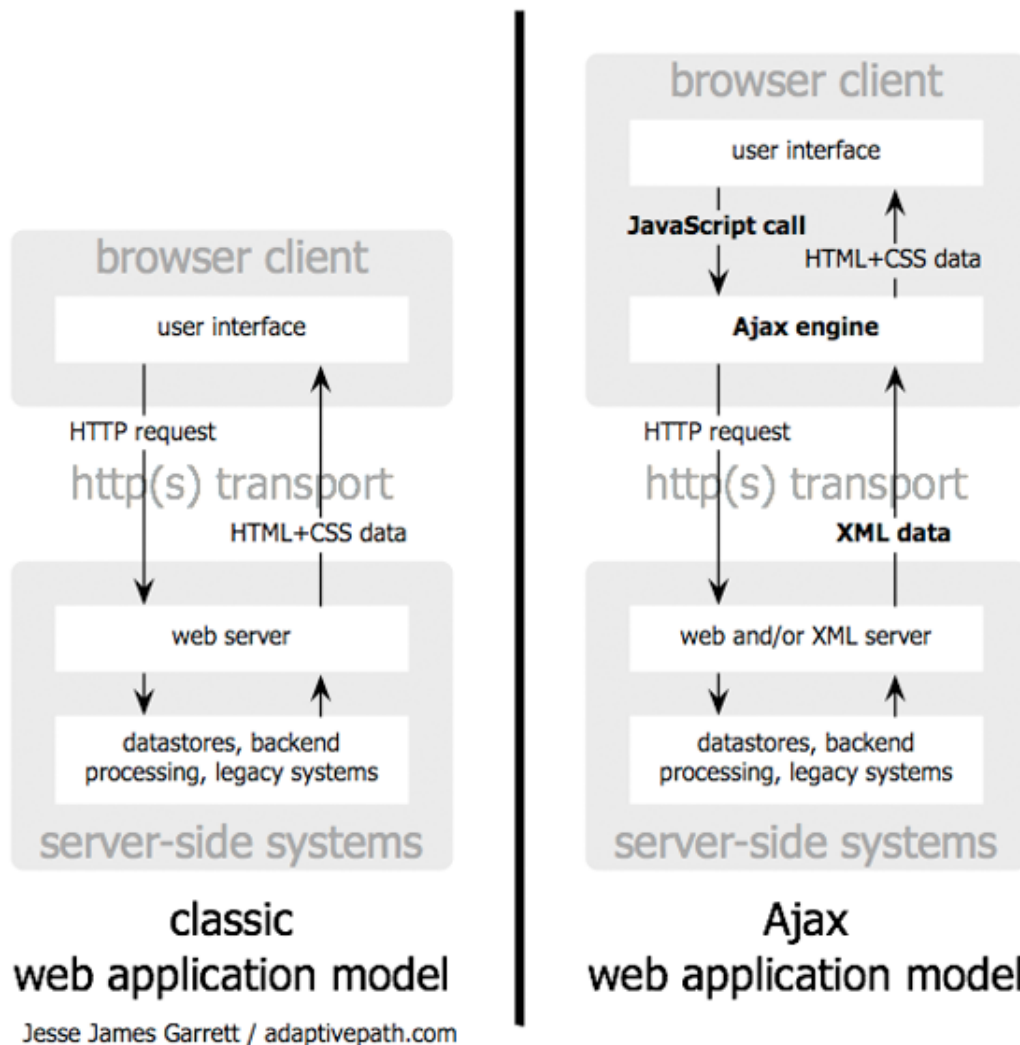 browser client
user interface
HTTP request
http(s) transport
HTML+CSS data
web server
datastores, backend
processing, legacy systems
server-side systems
classic
web application model
Jesse James Garrett / adaptivepath.com
browser client
user interface
JavaScript call
HTML+CSS data
Ajax engine
HTTP request
http(s) transport
XML data
web and/or XML server
datastores, backend
processing, legacy systems
server-side systems
Ajax
web application model